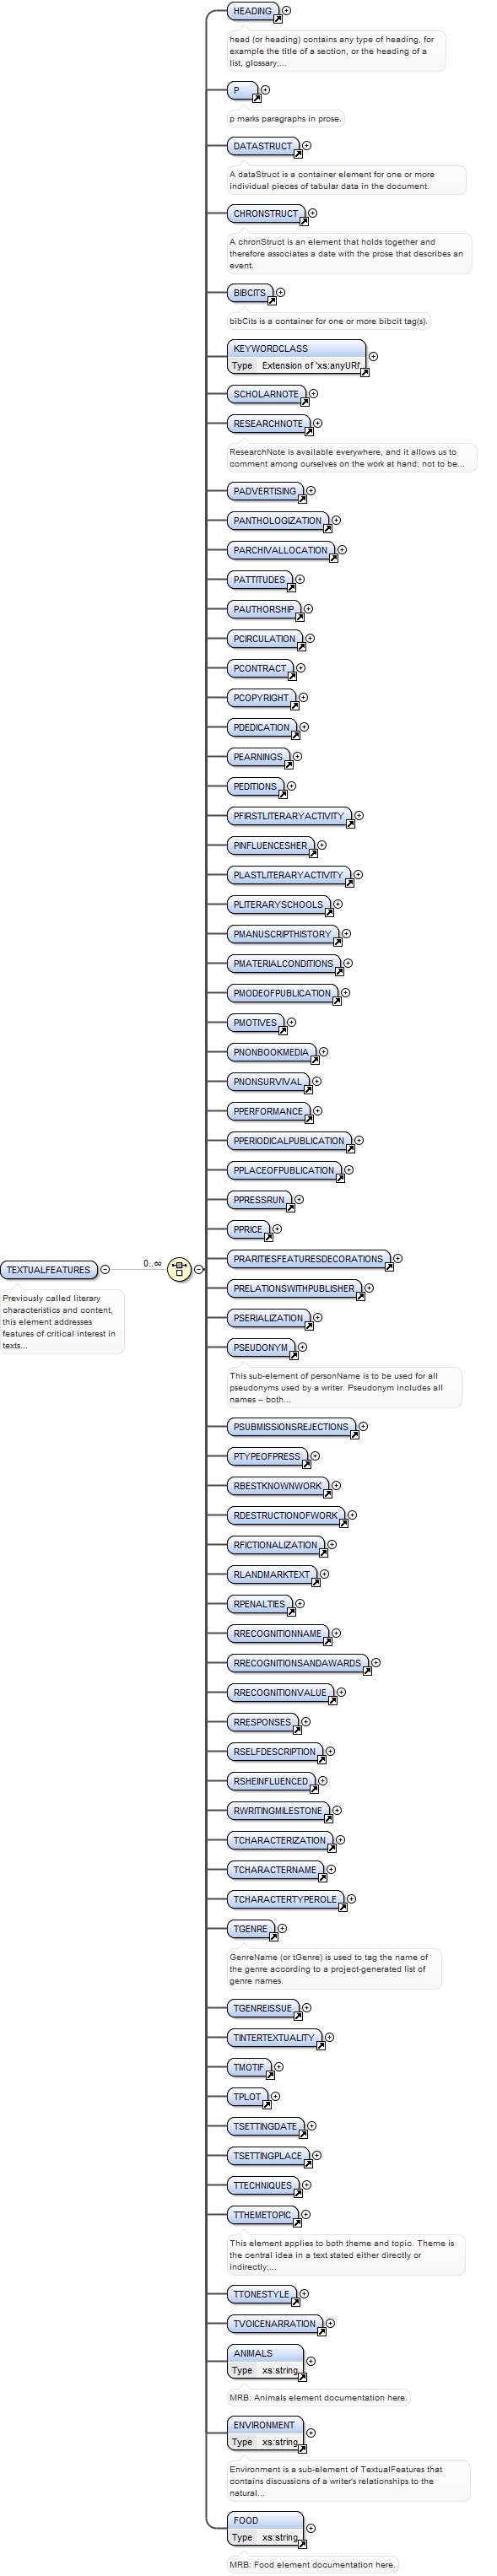 HEADING
head (or heading) contains any type of heading, for
example the title of a section, or the heading of a
list, glossary,...
P
p marks paragraphs in prose.
DATASTRUCT
A dataStruct is a container element for one or more
individual pieces of tabular data in the document.
CHRONSTRUCT
A chronStruct is an element that holds together and
therefore associates a date with the prose that describes an
event.
BIBCITS
bibCits is a container for one or more bibcit tag(s).
KEYWORDCLASS
Type Extension of 'xs:anyURI'
SCHOLARNOTE
RESEARCHNOTE
ResearchNote is available everywhere, and it allows us to
comment among ourselves on the work at hand; not to be...
PADVERTISING
PANTHOLOGIZATION
PARCHIVALLOCATION
PATTITUDES
PAUTHORSHIP
PCIRCULATION
PCONTRACT
PCOPYRIGHT
PDEDICATION
PEARNINGS
PEDITIONS
PFIRSTLITERARYACTIVITY
PINFLUENCESHER
PLASTLITERARYACTIVITY
PLITERARYSCHOOLS
PMANUSCRIPTHISTORY
PMATERIALCONDITIONS
PMODEOFPUBLICATION
PMOTIVES
PNONBOOKMEDIA
PNONSURVIVAL
PPERFORMANCE
PPERIODICALPUBLICATION
PPLACEOFPUBLICATION
PPRESSRUN
PPRICE
PRARITIESFEATURESDECORATIONS
TEXTUALFEATURES
0..∞
Previously called literary
characteristics and content,
this element addresses
features of critical interest in
texts...
PRELATIONSWITHPUBLISHER
PSERIALIZATION
PSEUDONYM
This sub-element of personName is to be used for all
pseudonyms used by a writer. Pseudonym includes all
names -- both...
PSUBMISSIONSREJECTIONS
PTYPEOFPRESS
RBESTKNOWNWORK
RDESTRUCTIONOFWORK
RFICTIONALIZATION
RLANDMARKTEXT
RPENALTIES
RRECOGNITIONNAME
RRECOGNITIONSANDAWARDS
RRECOGNITIONVALUE
RRESPONSES
RSELFDESCRIPTION
RSHEINFLUENCED
RWRITINGMILESTONE
TCHARACTERIZATION
TCHARACTERNAME
TCHARACTERTYPEROLE
TGENRE
GenreName (or tGenre) is used to tag the name of
the genre according to a project-generated list of
genre names.
TGENREISSUE
TINTERTEXTUALITY
TMOTIF
TPLOT
TSETTINGDATE
TSETTINGPLACE
TTECHNIQUES
TTHEMETOPIC
This element applies to both theme and topic. Theme is
the central idea in a text stated either directly or
indirectly;...
TTONESTYLE
TVOICENARRATION
ANIMALS
Type xs:string
MRB: Animals element documentation here.
ENVIRONMENT
Type xs:string
Environment is a sub-element of TextualFeatures that
contains discussions of a writer's relationships to the
natural...
FOOD
Type xs:string
MRB: Food element documentation here.